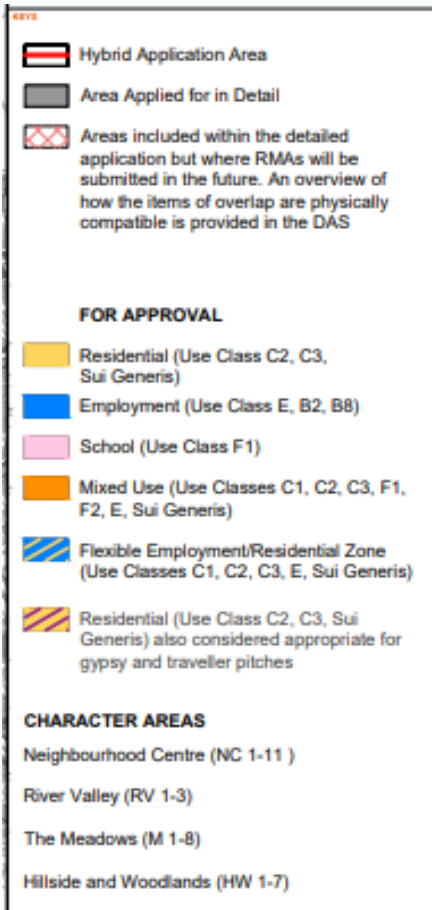 KEYS
Hybrid Application Area
Area Applied for in Detail
Areas included within the detailed
application but where RMAs will be
submitted in the future. An overview of
how the items of overlap are physically
compatible is provided in the DAS
FOR APPROVAL
Residential (Use Class C2, C3,
Sui Generis)
Employment (Use Class E, B2, B8)
School (Use Class F1)
Mixed Use (Use Classes C1, C2, C3, F1,
F2, E, Sui Generis)
Flexible Employment/Residential Zone
(Use Classes C1, C2, C3, E, Sui Generis)
Residential (Use Class C2, C3, Sui
Generis) also considered appropriate for
gypsy and traveller pitches
CHARACTER AREAS
Neighbourhood Centre (NC 1-11 )
River Valley (RV 1-3)
The Meadows (M 1-8)
Hillside and Woodlands (HW 1-7)